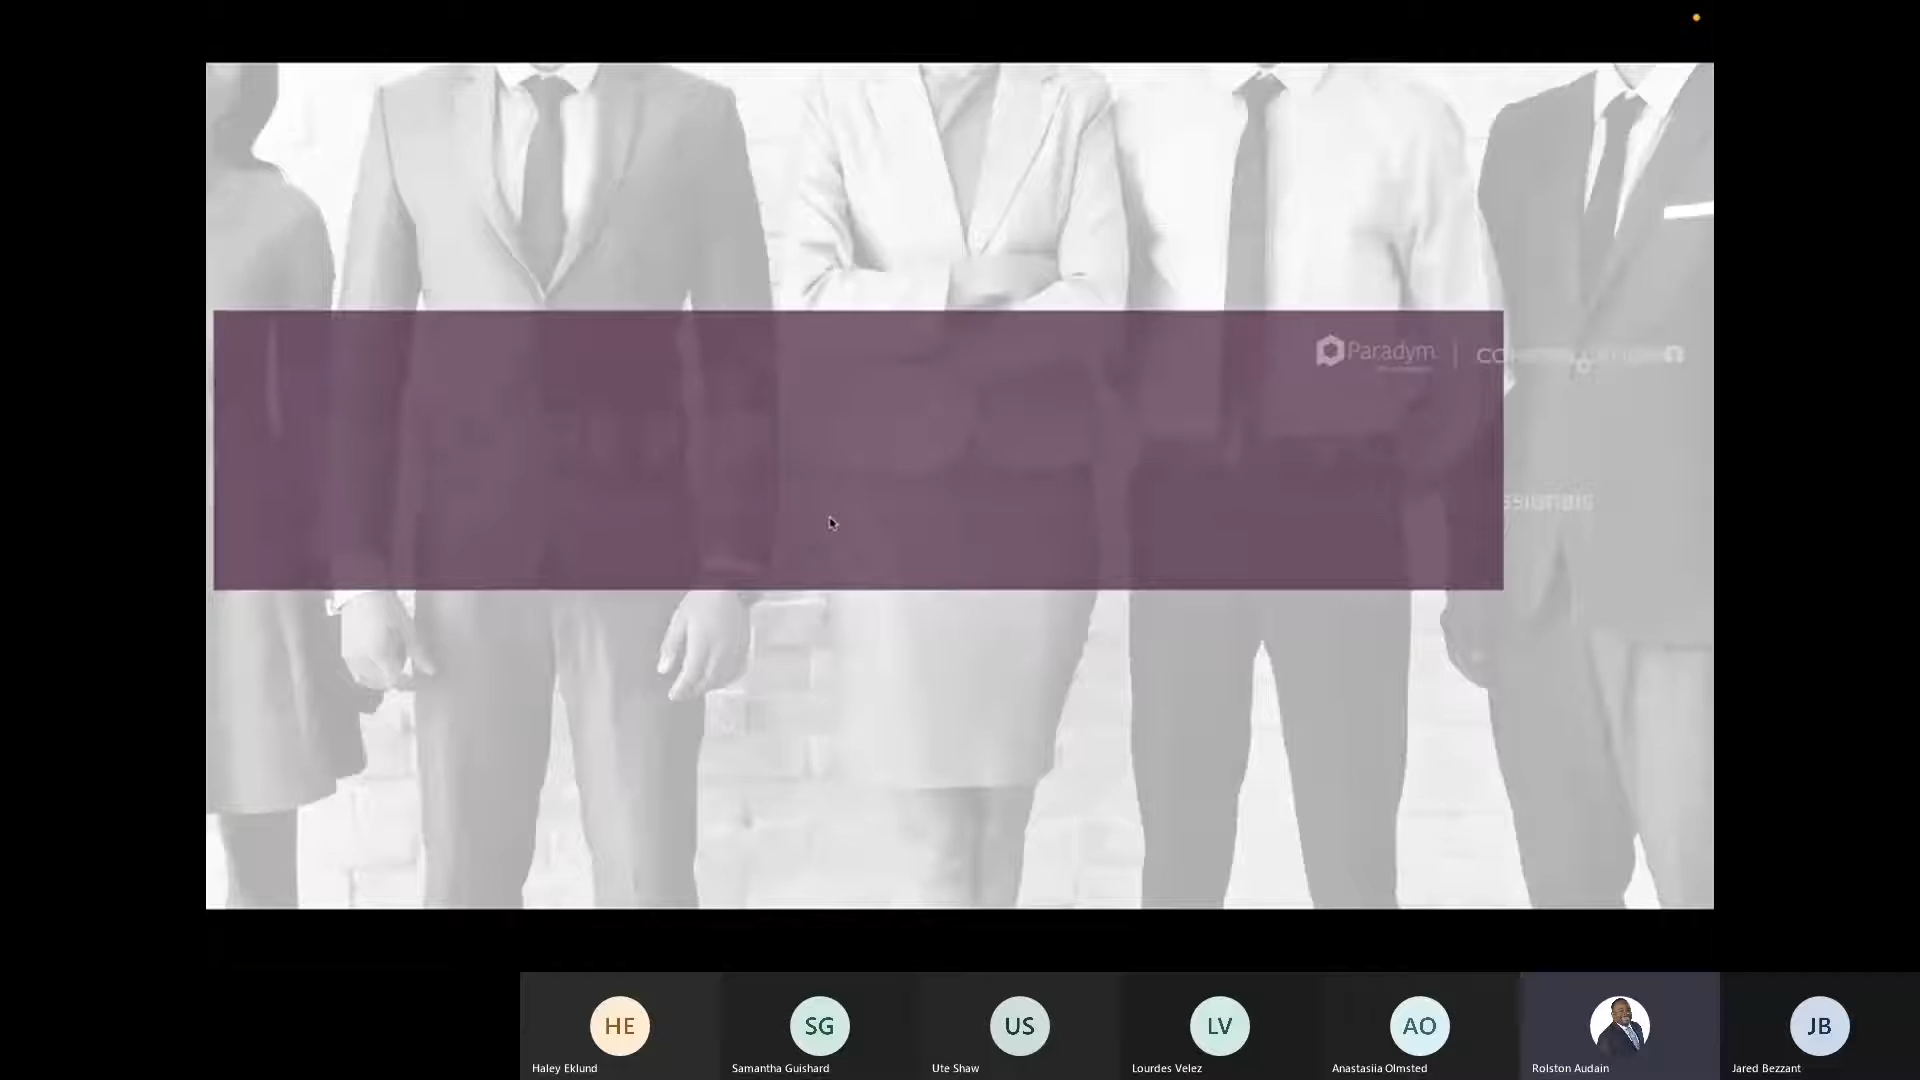 Paradym
ssionals
HE
SG
US
LV
AO
JB
Haley Eklund
Samantha Guishard
Ute Shaw
Lourdes Velez
Anastasiia Olmsted
Rolston Audain
Jared Bezzant